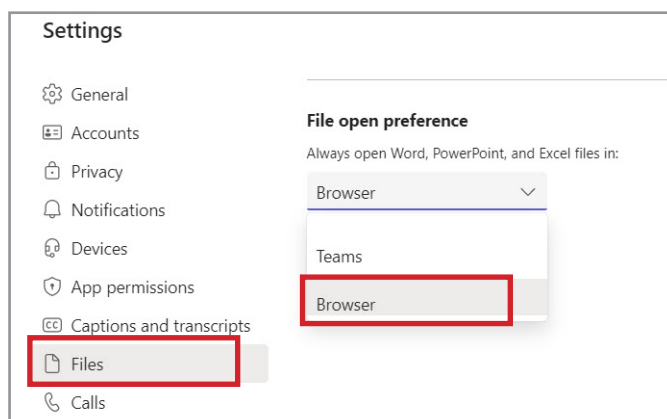 Settings
General
Accounts
Privacy
Notifications
Devices
App permissions
CC Captions and transcripts
Files
Calls
File open preference
Always open Word, PowerPoint, and Excel files in:
Browser
Teams
Browser